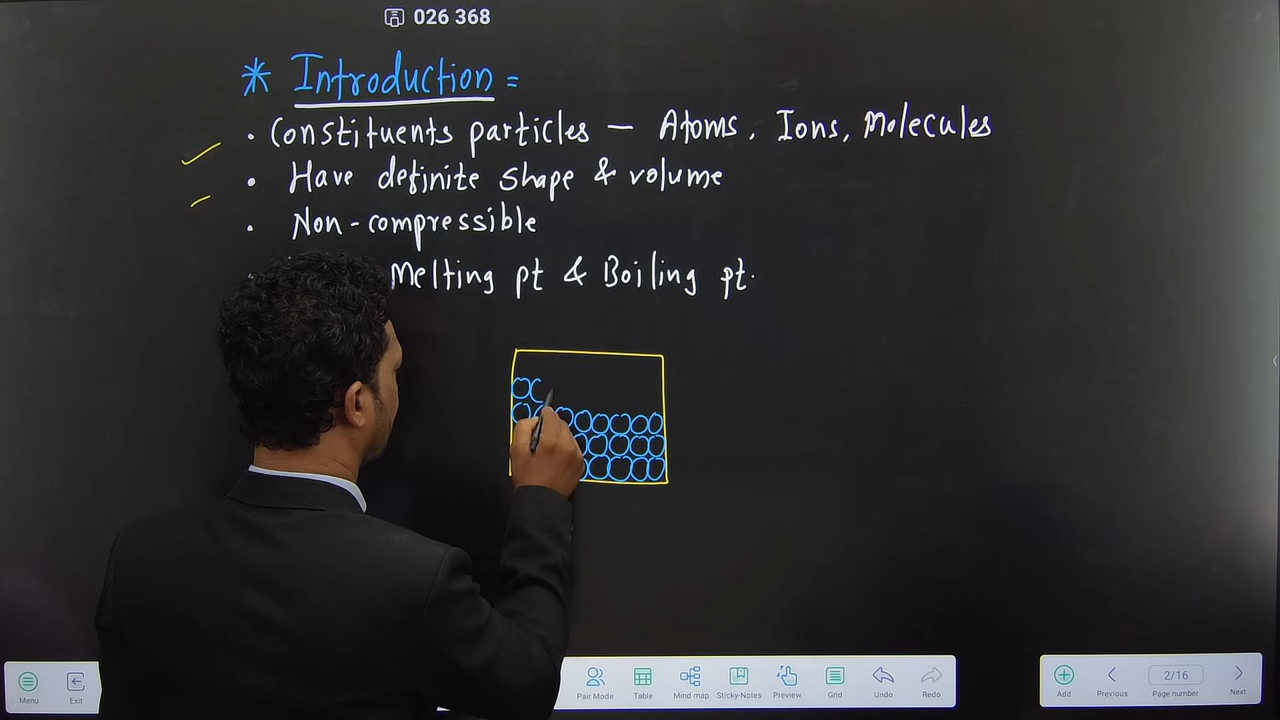 026 368
* Introduction =
· Constituents particles — Atoms, Ions, Molecules
· Have definite shape & volume
· Non-compressible
Melting pt & Boiling pt.
Menu
Exit
Pair Mode
Table
Mind map
Sticky-Notes
Preview
Grid
Undo
Redo
Add
Previous
2/16
Page number
Next